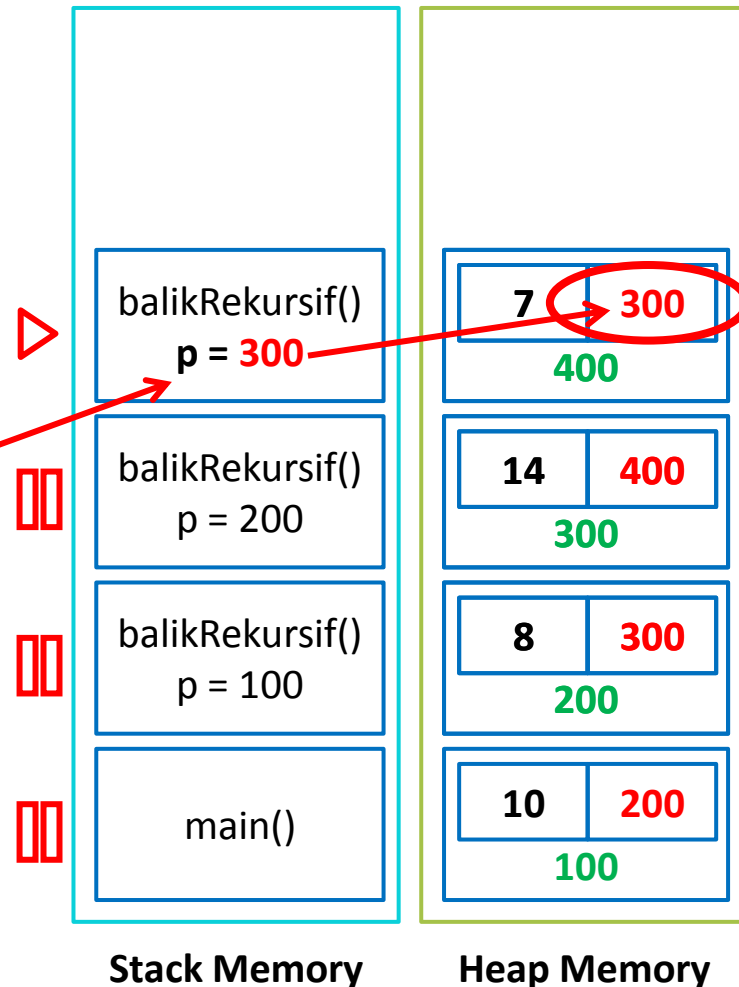 balikRekursif()
p = 300
7 300
400
balikRekursif()
p = 200
14 400
300
balikRekursif()
p = 100
8 300
200
main()
10 200
100
Stack Memory
Heap Memory